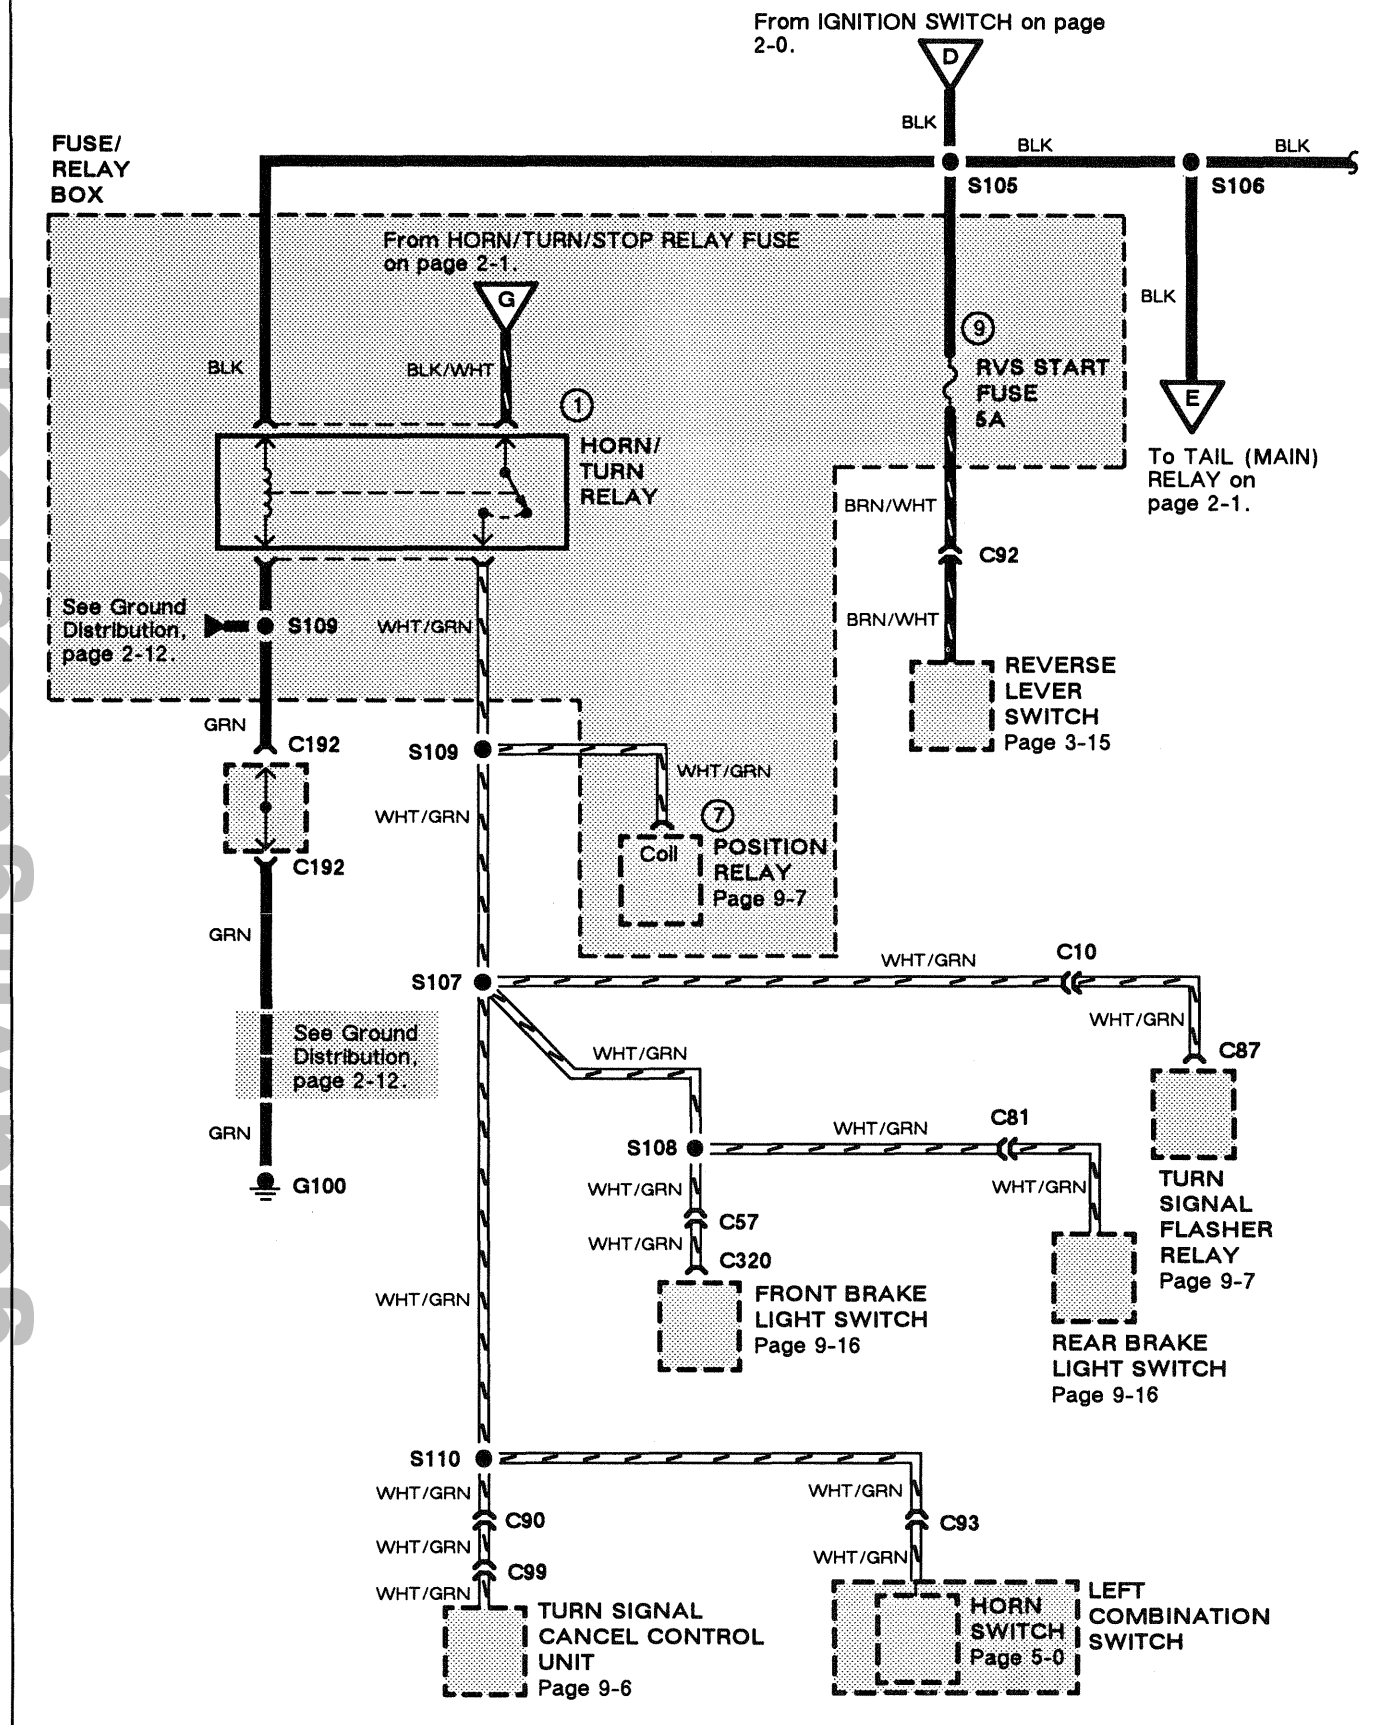 From IGNITION SWITCH on page
2-0.
D
BLK
BLK
BLK
S105
S106
FUSE/
RELAY
BOX
From HORN/TURN/STOP RELAY FUSE
on page 2-1.
G
BLK
BLK/WHT
1
HORN/
TURN
RELAY
9
RVS START
FUSE
5A
BLK
E
To TAIL (MAIN)
RELAY on
page 2-1.
BRN/WHT
C92
BRN/WHT
REVERSE
LEVER
SWITCH
Page 3-15
See Ground
Distribution,
page 2-12.
S109
WHT/GRN
GRN
C192
S109
WHT/GRN
WHT/GRN
7
Coil
POSITION
RELAY
Page 9-7
C192
GRN
S107
WHT/GRN
C10
WHT/GRN
C87
See Ground
Distribution,
page 2-12.
WHT/GRN
GRN
G100
S108
WHT/GRN
C81
WHT/GRN
WHT/GRN
C57
WHT/GRN
C320
TURN
SIGNAL
FLASHER
RELAY
Page 9-7
WHT/GRN
FRONT BRAKE
LIGHT SWITCH
Page 9-16
REAR BRAKE
LIGHT SWITCH
Page 9-16
S110
WHT/GRN
C90
WHT/GRN
C99
WHT/GRN
WHT/GRN
C93
WHT/GRN
TURN SIGNAL
CANCEL CONTROL
UNIT
Page 9-6
HORN
SWITCH
Page 5-0
LEFT
COMBINATION
SWITCH